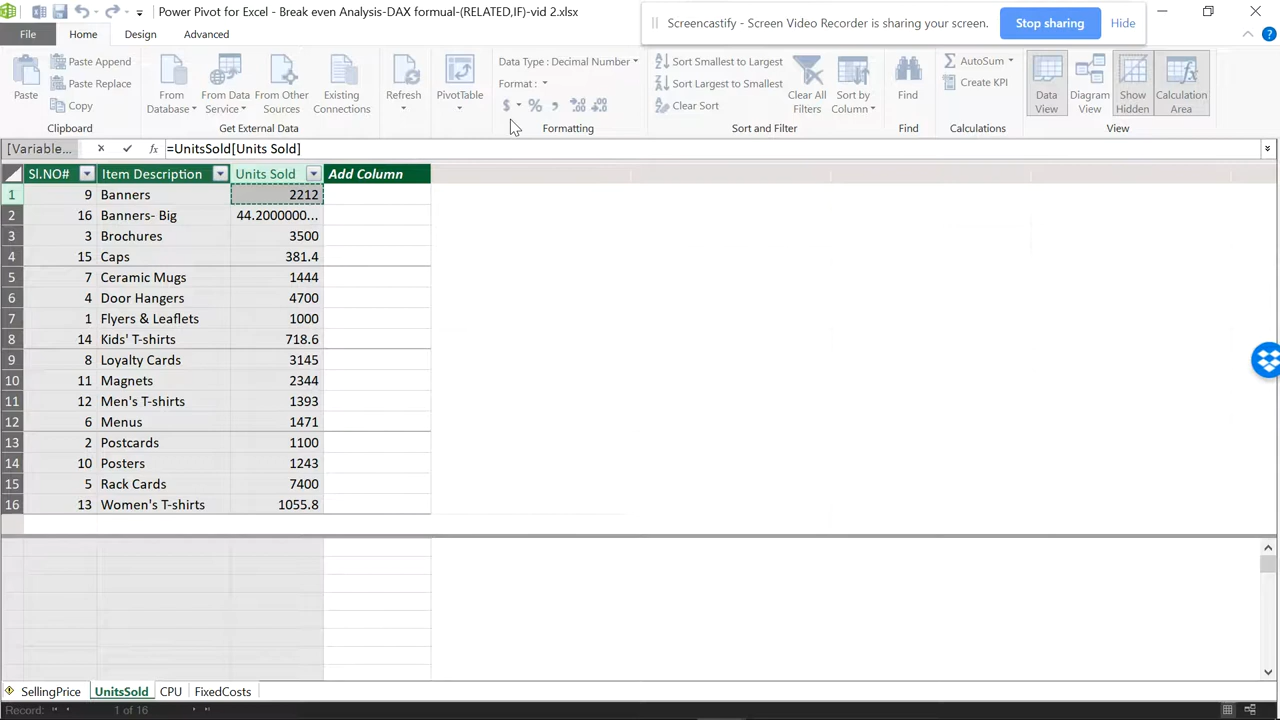 Power Pivot for Excel - Break even Analysis-DAX formual-(RELATED,IF)-vid 2.xlsx
Screencastify - Screen Video Recorder is sharing your screen.
Stop sharing
Hide
File Home Design Advanced
Paste
Paste Append
Paste Replace
Copy
Clipboard
From Database
From Data Service
From Other Sources
Existing Connections
Get External Data
Refresh
PivotTable
Data Type : Decimal Number
Format :
$ % ,
Formatting
Sort Smallest to Largest
Sort Largest to Smallest
Clear Sort
Clear All Filters
Sort by Column
Sort and Filter
Find
Find
AutoSum
Create KPI
Calculations
Data View
Diagram View
Show Hidden
Calculation Area
View
[Variable... fx =UnitsSold[Units Sold]
Sl.NO# Item Description Units Sold Add Column
1 9 Banners 2212
2 16 Banners- Big 44.2000000...
3 3 Brochures 3500
4 15 Caps 381.4
5 7 Ceramic Mugs 1444
6 4 Door Hangers 4700
7 1 Flyers & Leaflets 1000
8 14 Kids' T-shirts 718.6
9 8 Loyalty Cards 3145
10 11 Magnets 2344
11 12 Men's T-shirts 1393
12 6 Menus 1471
13 2 Postcards 1100
14 10 Posters 1243
15 5 Rack Cards 7400
16 13 Women's T-shirts 1055.8
SellingPrice UnitsSold CPU FixedCosts
Record: 1 of 16